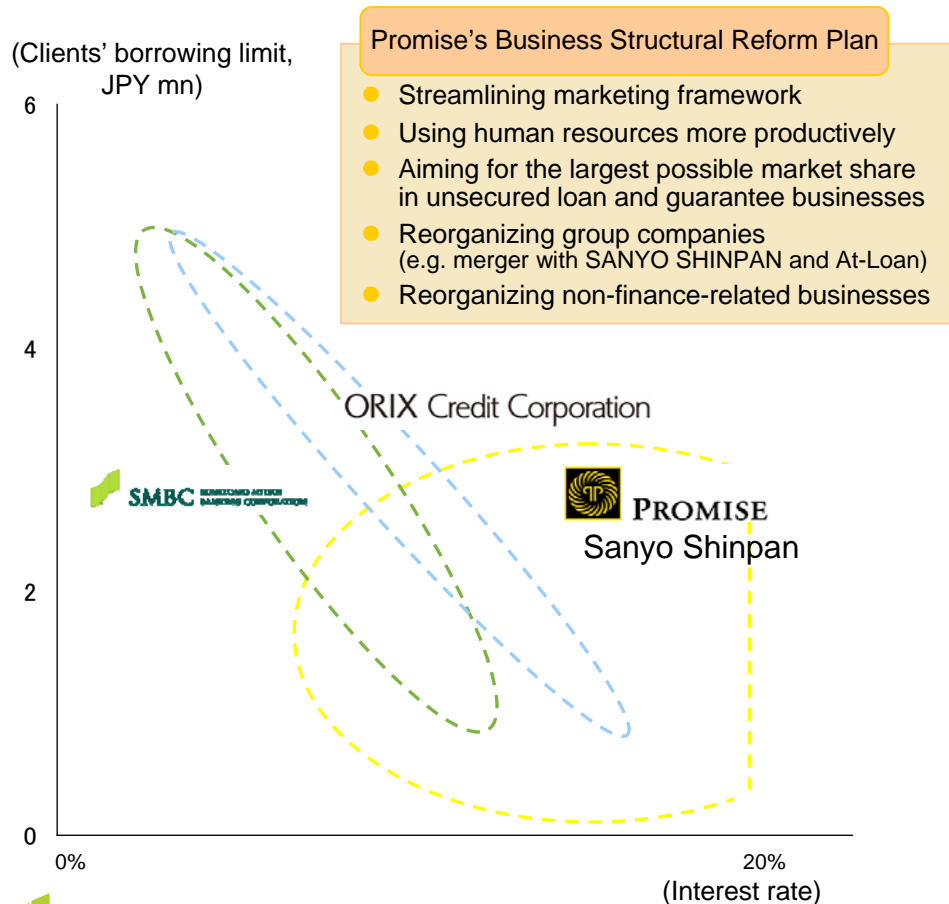 (Clients’ borrowing limit,
JPY mn)
Promise’s Business Structural Reform Plan
● Streamlining marketing framework
● Using human resources more productively
● Aiming for the largest possible market share
in unsecured loan and guarantee businesses
● Reorganizing group companies
(e.g. merger with SANYO SHINPAN and At-Loan)
● Reorganizing non-finance-related businesses
6
4
ORIX Credit Corporation
SMBC
PROMISE
Sanyo Shinpan
2
0
0%
20%
(Interest rate)